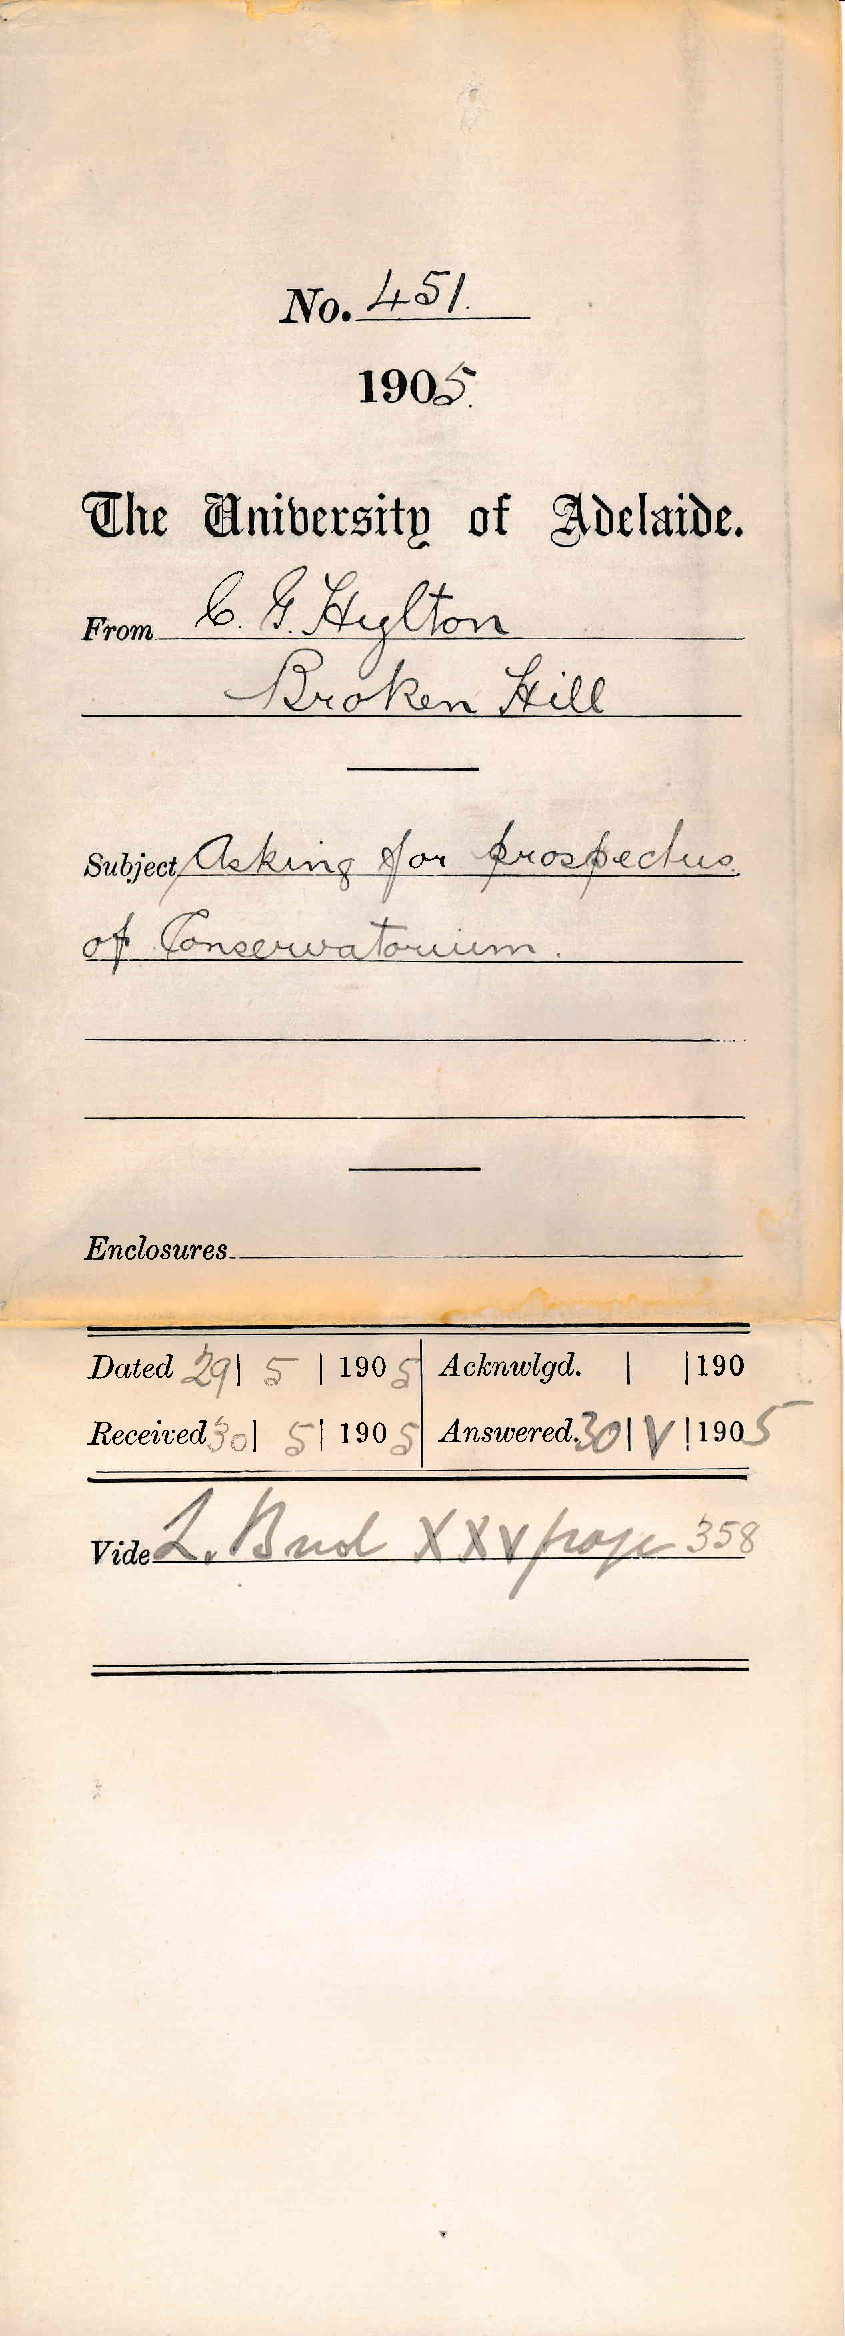 No. 451.
1905.
The University of Adelaide.
From C. G. Hylton
Broken Hill
Subject Asking for prospectus
of Conservatorium.
Enclosures
Dated 29 | 5 | 1905 Acknwlgd. | | 190
Received 30 | 5 | 1905 Answered. 30 | V | 1905
Vide L. XXV page 358